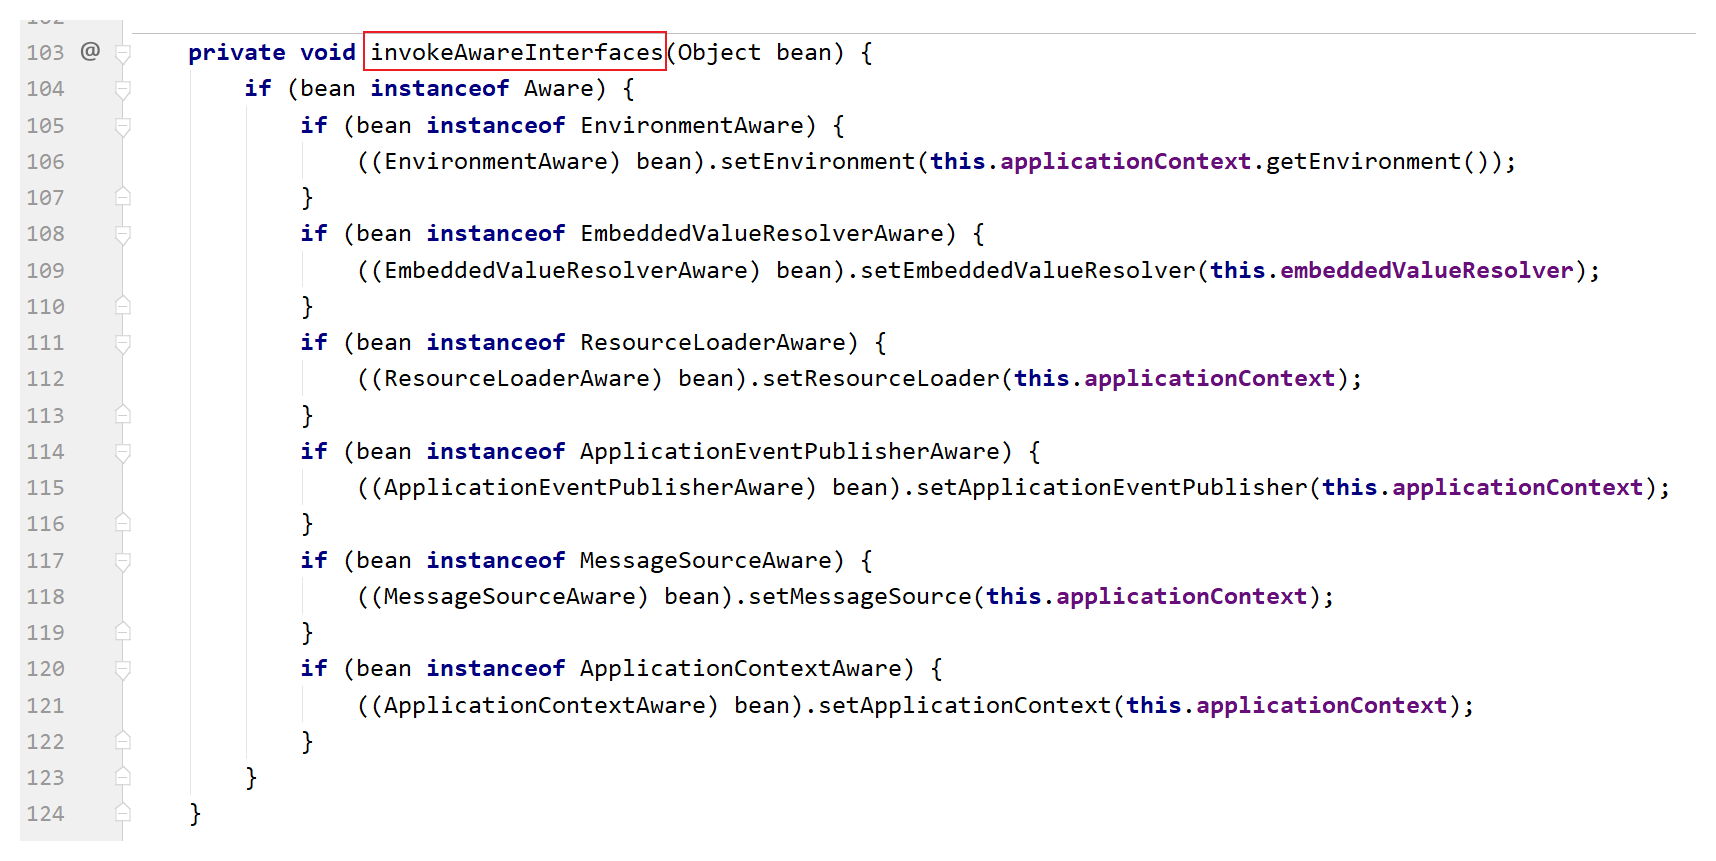 103 @ private void invokeAwareInterfaces(Object bean) {
104 if (bean instanceof Aware) {
105 if (bean instanceof EnvironmentAware) {
106 ((EnvironmentAware) bean).setEnvironment(this.applicationContext.getEnvironment());
107 }
108 if (bean instanceof EmbeddedValueResolverAware) {
109 ((EmbeddedValueResolverAware) bean).setEmbeddedValueResolver(this.embeddedValueResolver);
110 }
111 if (bean instanceof ResourceLoaderAware) {
112 ((ResourceLoaderAware) bean).setResourceLoader(this.applicationContext);
113 }
114 if (bean instanceof ApplicationEventPublisherAware) {
115 ((ApplicationEventPublisherAware) bean).setApplicationEventPublisher(this.applicationContext);
116 }
117 if (bean instanceof MessageSourceAware) {
118 ((MessageSourceAware) bean).setMessageSource(this.applicationContext);
119 }
120 if (bean instanceof ApplicationContextAware) {
121 ((ApplicationContextAware) bean).setApplicationContext(this.applicationContext);
122 }
123 }
124 }